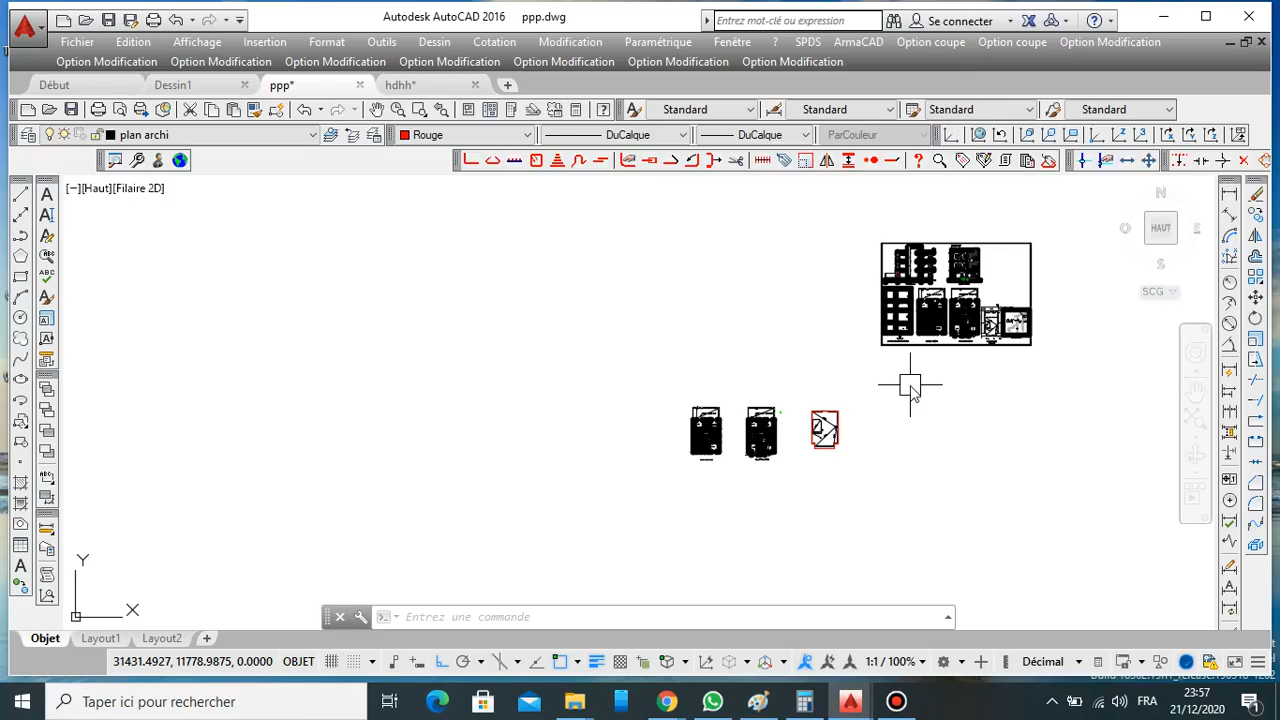 Autodesk AutoCAD 2016 ppp.dwg
Entrez mot-clé ou expression
Se connecter
Fichier Edition Affichage Insertion Format Outils Dessin Cotation Modification Paramétrique Fenêtre ? SPDS ArmaCAD Option coupe Option coupe Option Modification
Option Modification Option Modification Option Modification Option Modification Option Modification Option Modification Option Modification
Début Dessin1 ppp* hdhh*
Standard Standard Standard Standard
plan archi Rouge DuCalque DuCalque ParCouleur
[−][Haut][Filaire 2D]
N
O HAUT E
S
SCG
Y
X
Entrez une commande
Objet Layout1 Layout2
31431.4927, 11778.9875, 0.0000 OBJET 1:1 / 100% Décimal
Taper ici pour rechercher
FRA
23:57
21/12/2020